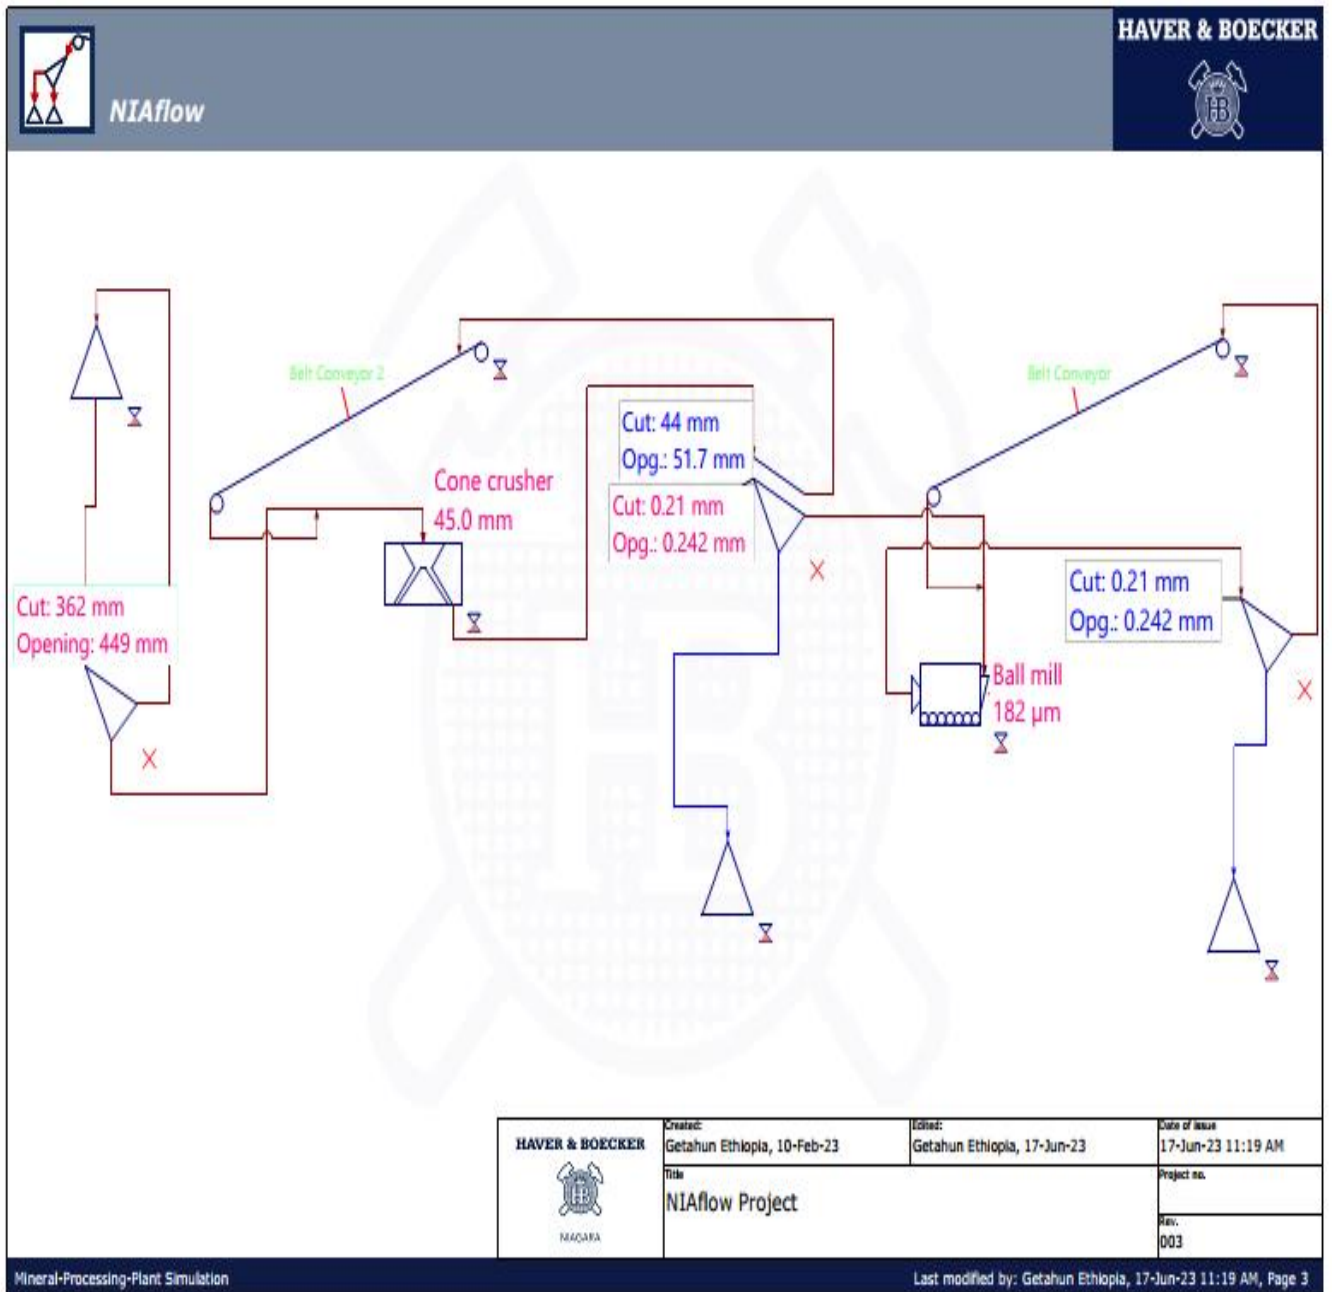 HAVER & BOECKER
HB
NIAflow
Belt Conveyor 2
Belt Conveyor
Cut: 44 mm
Opg.: 51.7 mm
Cone crusher
45.0 mm
Cut: 0.21 mm
Opg.: 0.242 mm
Cut: 0.21 mm
Opg.: 0.242 mm
Cut: 362 mm
Opening: 449 mm
Ball mill
182 µm
HAVER & BOECKER
HB
NIAGARA
Created:
Getahun Ethiopia, 10-Feb-23
Edited:
Getahun Ethiopia, 17-Jun-23
Date of issue
17-Jun-23 11:19 AM
Title
NIAflow Project
Project no.
Rev.
003
Mineral-Processing-Plant Simulation
Last modified by: Getahun Ethiopia, 17-Jun-23 11:19 AM, Page 3